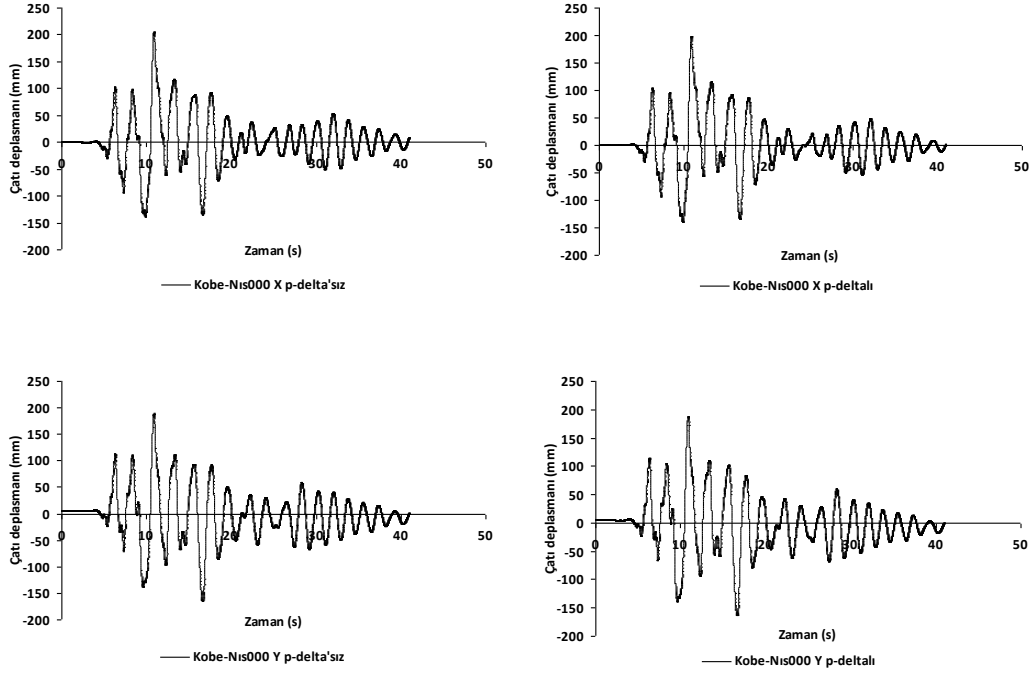 250
200
150
100
50
0
-50
-100
-150
-200
Çatı deplasmanı (mm)
0 10 20 30 40 50
Zaman (s)
Kobe-Nıs000 X p-delta'sız
250
200
150
100
50
0
-50
-100
-150
-200
Çatı deplasmanı (mm)
0 10 20 30 40 50
Zaman (s)
Kobe-Nıs000 X p-deltalı
250
200
150
100
50
0
-50
-100
-150
-200
Çatı deplasmanı (mm)
0 10 20 30 40 50
Zaman (s)
Kobe-Nıs000 Y p-delta'sız
250
200
150
100
50
0
-50
-100
-150
-200
Çatı deplasmanı (mm)
0 10 20 30 40 50
Zaman (s)
Kobe-Nıs000 Y p-deltalı